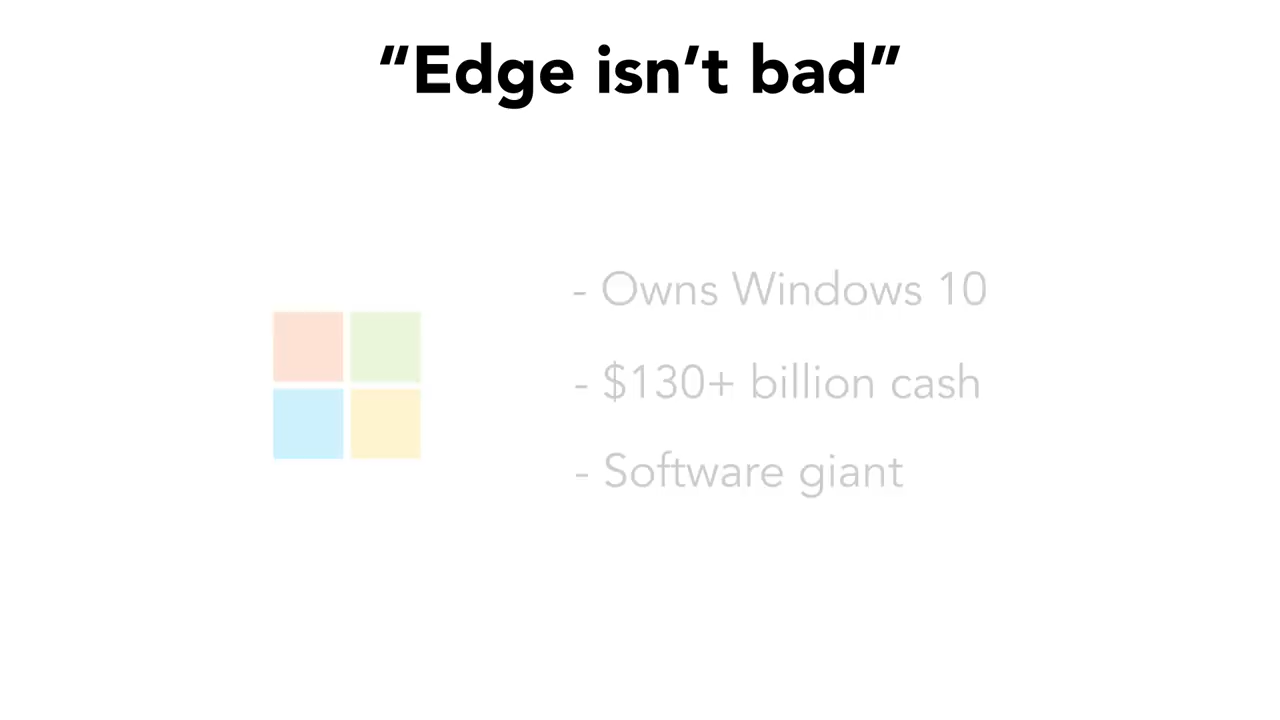 “Edge isn’t bad”
- Owns Windows 10
- $130+ billion cash
- Software giant